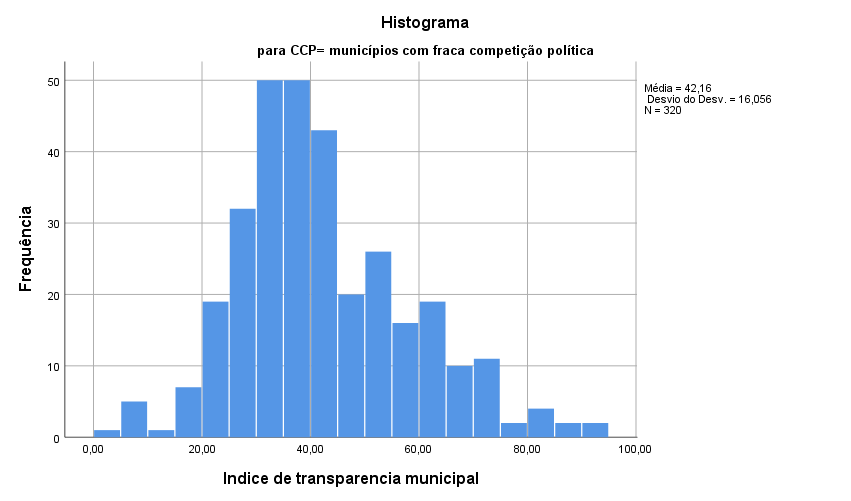 Histograma
para CCP= municípios com fraca competição política
Média = 42,16
Desvio do Desv. = 16,056
N = 320
Frequência
50
40
30
20
10
0
0,00 20,00 40,00 60,00 80,00 100,00
Indice de transparencia municipal